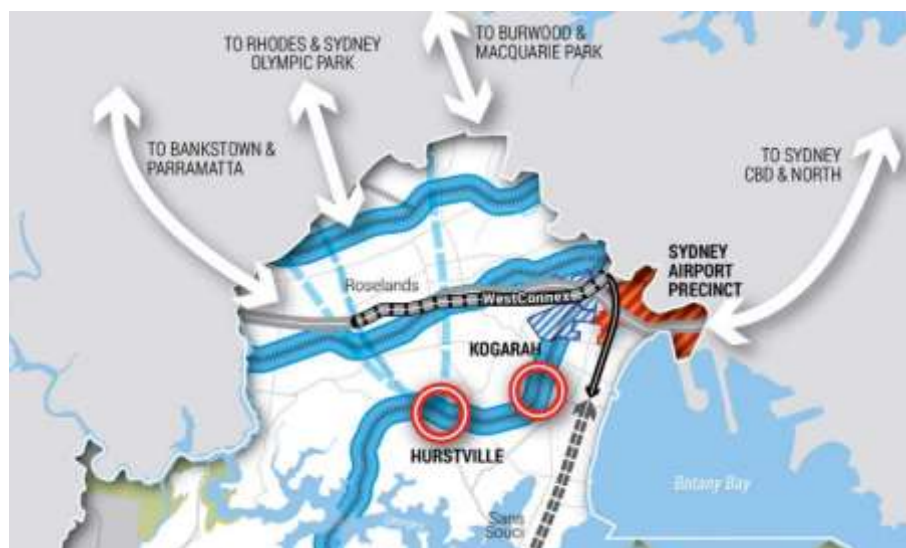 TO BURWOOD &
MACQUARIE PARK
TO RHODES & SYDNEY
OLYMPIC PARK
TO BANKSTOWN &
PARRAMATTA
TO SYDNEY
CBD & NORTH
SYDNEY
AIRPORT
PRECINCT
Roselands
WestConnex
KOGARAH
HURSTVILLE
Botany Bay
Sans
Souci